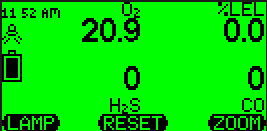 11:52 AM O₂ %LEL
20.9 0.0
0 0
H₂S CO
LAMP RESET ZOOM